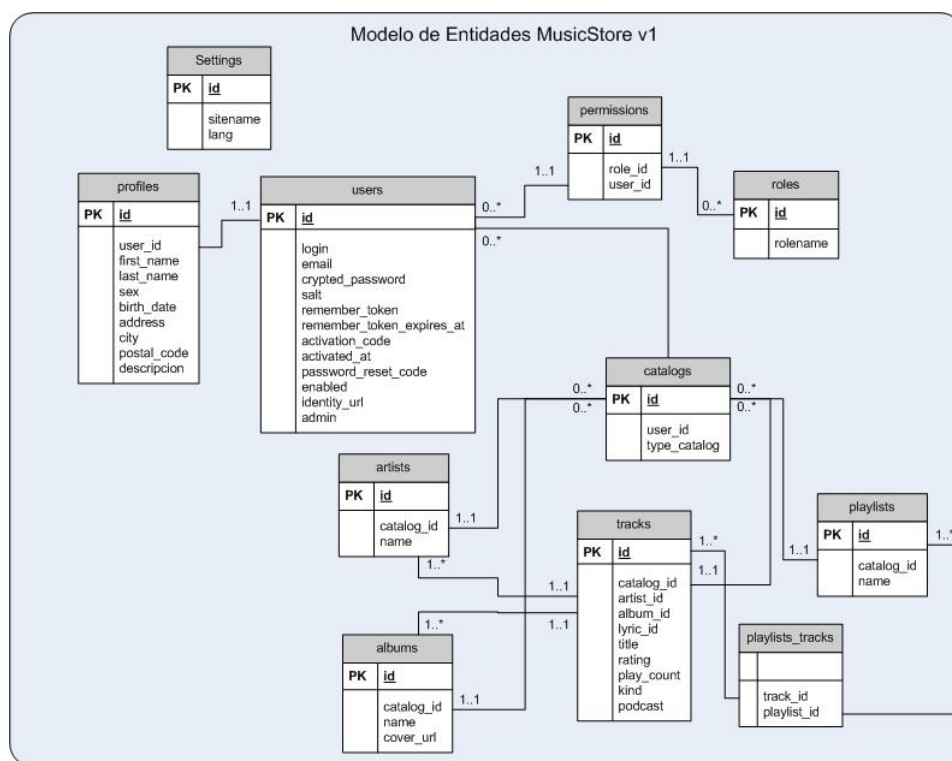 Modelo de Entidades MusicStore v1
Settings
PK id
sitename
lang
permissions
PK id
role_id
user_id
1..1
1..1
0..*
0..*
roles
PK id
rolename
profiles
PK id
user_id
first_name
last_name
sex
birth_date
address
city
postal_code
descripcion
1..1
users
PK id
login
email
crypted_password
salt
remember_token
remember_token_expires_at
activation_code
activated_at
password_reset_code
enabled
identity_url
admin
0..*
catalogs
PK id
user_id
type_catalog
0..*
0..*
0..*
0..*
artists
PK id
catalog_id
name
1..1
1..*
1..1
tracks
PK id
catalog_id
artist_id
album_id
lyric_id
title
rating
play_count
kind
podcast
1..*
1..1
playlists
PK id
catalog_id
name
1..1
1..*
albums
PK id
catalog_id
name
cover_url
1..*
1..1
1..1
playlists_tracks
track_id
playlist_id